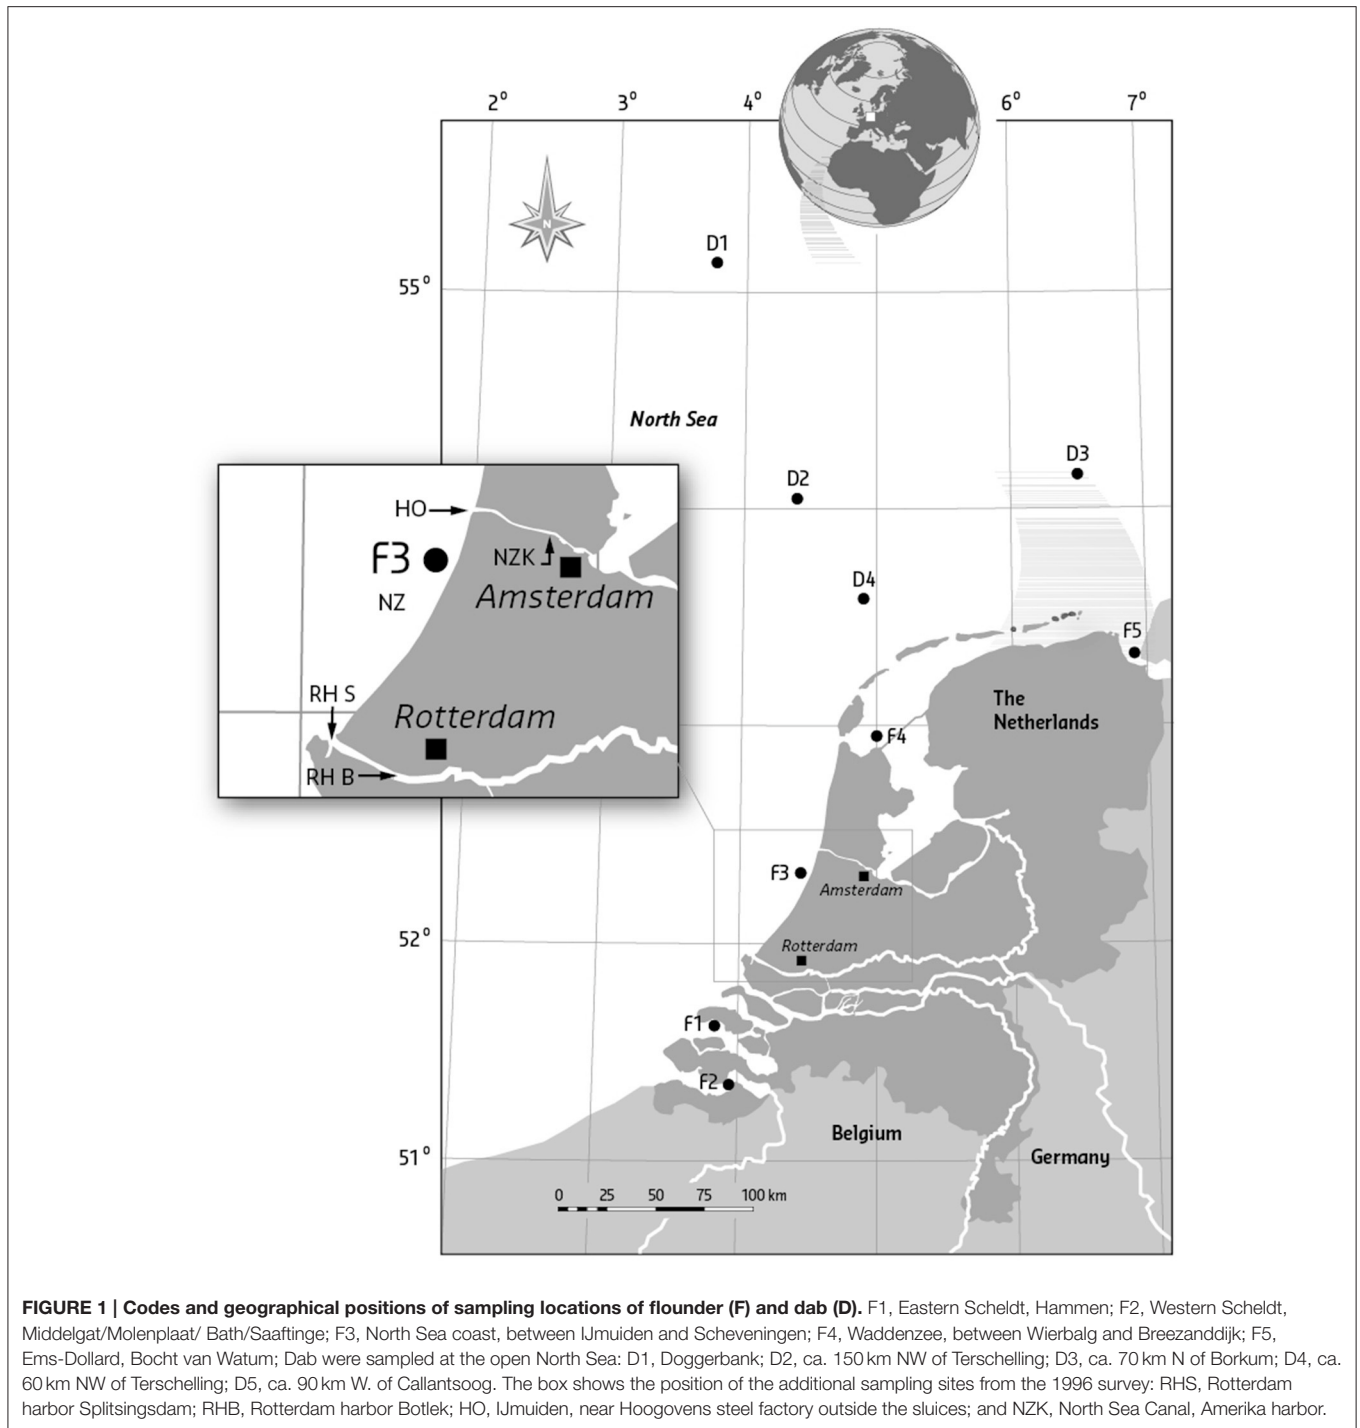 2° 3° 4° 6° 7°
N
D1
55°
North Sea
D3
D2
HO
F3
NZK
NZ
Amsterdam
D4
F5
RH S
Rotterdam
RH B
The
Netherlands
F4
F3
Amsterdam
52°
Rotterdam
F1
F2
Belgium
Germany
51°
0 25 50 75 100 km
FIGURE 1 | Codes and geographical positions of sampling locations of flounder (F) and dab (D). F1, Eastern Scheldt, Hammen; F2, Western Scheldt,
Middelgat/Molenplaat/ Bath/Saaftinge; F3, North Sea coast, between IJmuiden and Scheveningen; F4, Waddenzee, between Wierbalg and Breezanddijk; F5,
Ems-Dollard, Bocht van Watum; Dab were sampled at the open North Sea: D1, Doggerbank; D2, ca. 150 km NW of Terschelling; D3, ca. 70 km N of Borkum; D4, ca.
60 km NW of Terschelling; D5, ca. 90 km W. of Callantsoog. The box shows the position of the additional sampling sites from the 1996 survey: RHS, Rotterdam
harbor Splitsingsdam; RHB, Rotterdam harbor Botlek; HO, IJmuiden, near Hoogovens steel factory outside the sluices; and NZK, North Sea Canal, Amerika harbor.